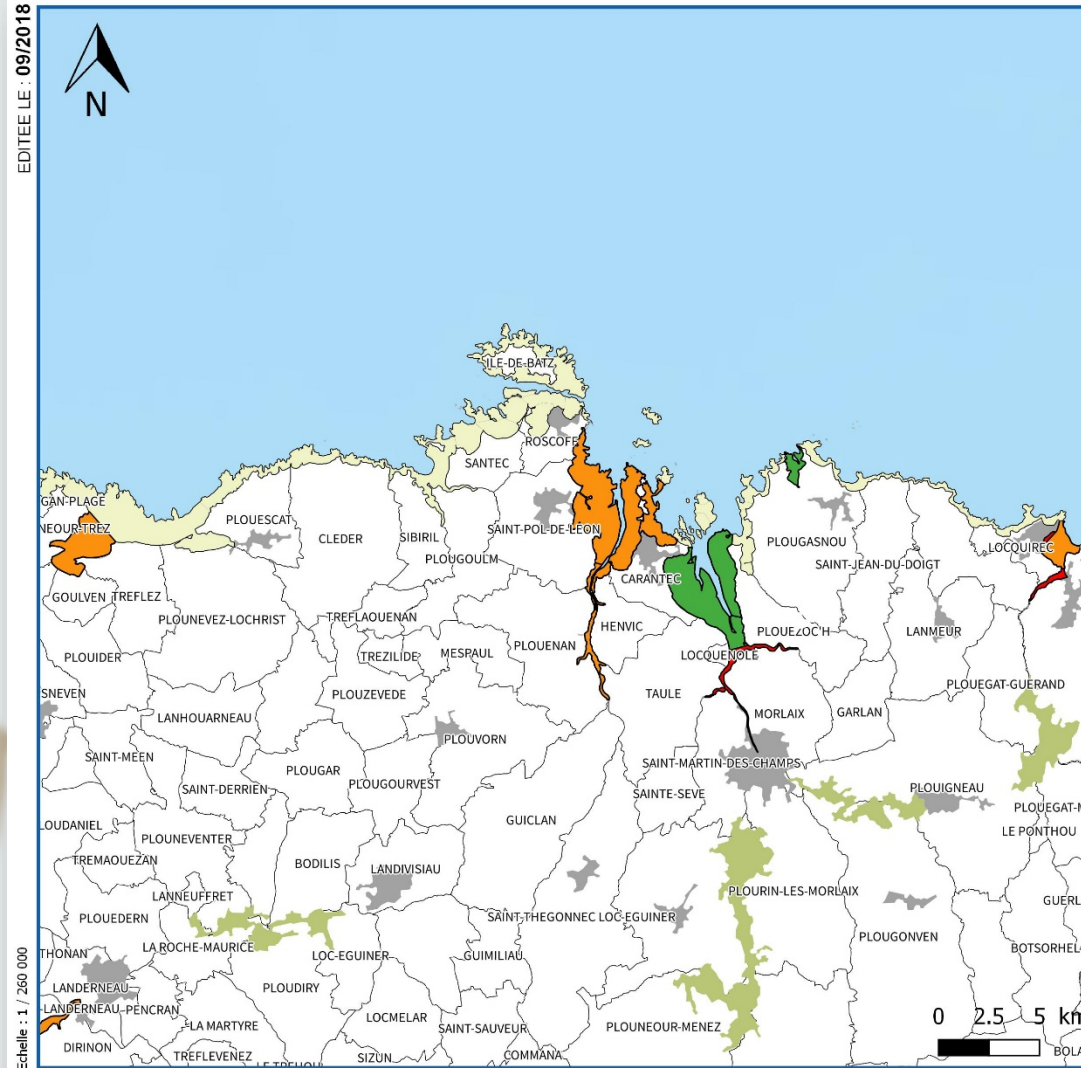 EDITEE LE : 09/2018
N
ILE-DE-BATZ
ROSCOFF
SANTEC
GAN-PLAGE
NEOUR-TREZ
PLOUESCAT
CLEDER
SIBIRIL
SAINT-POL-DE-LÉON
PLOUGOULM
PLOUGASNOU
LOCQUIREC
SAINT-JEAN-DU-DOIGT
CARANTEC
GOULVEN
TREFLEZ
PLOUNEVEZ-LOCHRIST
TREFLAOUENAN
HENVIC
PLOUEZOC'H
LANMEUR
PLOUIDER
TREZILIDE
MESPAUL
PLOUENAN
LOCQUENOLE
SNEVEN
PLOUZEVEDE
TAULE
PLOUEGAT-GUERAND
LANHOUARNEAU
MORLAIX
GARLAN
PLOUVORN
SAINT-MEEN
SAINT-MARTIN-DES-CHAMPS
PLOUGAR
PLOUGOURVEST
SAINT-DERRIEN
SAINTE-SEVE
PLOUIGNEAU
PLOUEGAT-M
LOUDANIEL
GUICLAN
LE PONTHOU
PLOUNEVENTER
TREMAOUEZAN
BODILIS
LANDIVISIAU
LANNEUFFRET
PLOURIN-LES-MORLAIX
GUERL
PLOUEDERN
SAINT-THEGONNEC LOC-EGUINER
PLOUGONVEN
LA ROCHE-MAURICE
BOTSORHEL
THONAN
LOC-EGUINER
GUIMILIAU
LANDERNEAU
PLOUDIRY
LANDERNEAU
PENCRAN
LOCMELAR
LA MARTYRE
SAINT-SAUVEUR
PLOUNEOUR-MENEZ
0 2.5 5 km
DIRINON
TREFLEVENEZ
LE TREHOU
SIZUN
COMMANA
BOLA
Echelle : 1 / 260 000